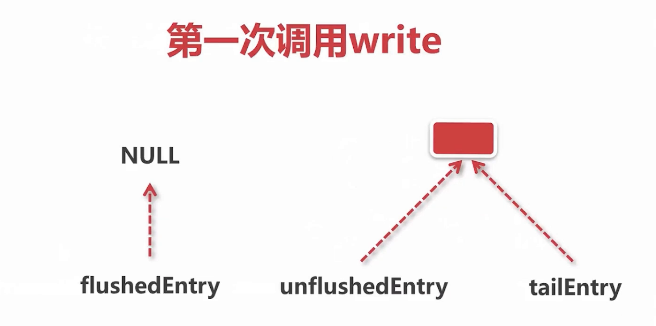 第一次调用write
NULL
flushedEntry
unflushedEntry
tailEntry